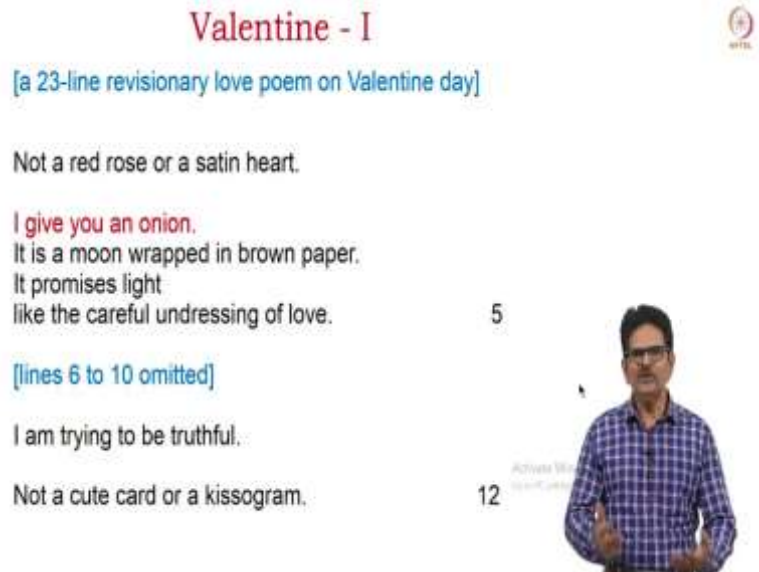 Valentine - I
[a 23-line revisionary love poem on Valentine day]
Not a red rose or a satin heart.
I give you an onion.
It is a moon wrapped in brown paper.
It promises light
like the careful undressing of love. 5
[lines 6 to 10 omitted]
I am trying to be truthful.
Not a cute card or a kissogram. 12
NPTEL
Activate